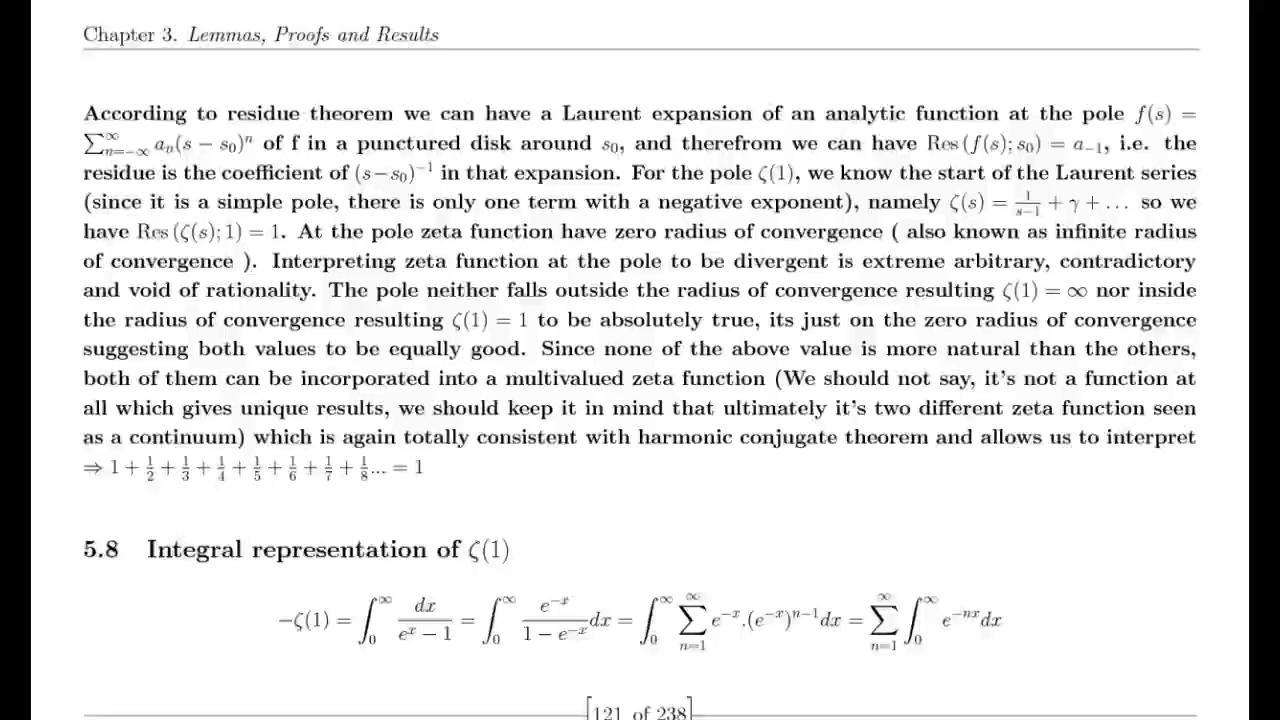 Chapter 3. Lemmas, Proofs and Results
According to residue theorem we can have a Laurent expansion of an analytic function at the pole f(s) =
∑_{n=−∞}^{∞} a_n(s − s_0)^n of f in a punctured disk around s_0, and therefrom we can have Res (f(s); s_0) = a_{−1}, i.e. the
residue is the coefficient of (s−s_0)^{−1} in that expansion. For the pole ζ(1), we know the start of the Laurent series
(since it is a simple pole, there is only one term with a negative exponent), namely ζ(s) = \frac{1}{s−1} + γ + . . . so we
have Res (ζ(s); 1) = 1. At the pole zeta function have zero radius of convergence ( also known as infinite radius
of convergence ). Interpreting zeta function at the pole to be divergent is extreme arbitrary, contradictory
and void of rationality. The pole neither falls outside the radius of convergence resulting ζ(1) = ∞ nor inside
the radius of convergence resulting ζ(1) = 1 to be absolutely true, its just on the zero radius of convergence
suggesting both values to be equally good. Since none of the above value is more natural than the others,
both of them can be incorporated into a multivalued zeta function (We should not say, it's not a function at
all which gives unique results, we should keep it in mind that ultimately it's two different zeta function seen
as a continuum) which is again totally consistent with harmonic conjugate theorem and allows us to interpret
⇒ 1 + \frac{1}{2} + \frac{1}{3} + \frac{1}{4} + \frac{1}{5} + \frac{1}{6} + \frac{1}{7} + \frac{1}{8}... = 1
5.8 Integral representation of ζ(1)
−ζ(1) = ∫_0^∞ \frac{dx}{e^x − 1} = ∫_0^∞ \frac{e^{−x}}{1 − e^{−x}} dx = ∫_0^∞ ∑_{n=1}^{∞} e^{−x}.(e^{−x})^{n−1} dx = ∑_{n=1}^{∞} ∫_0^∞ e^{−nx} dx
[121 of 238]